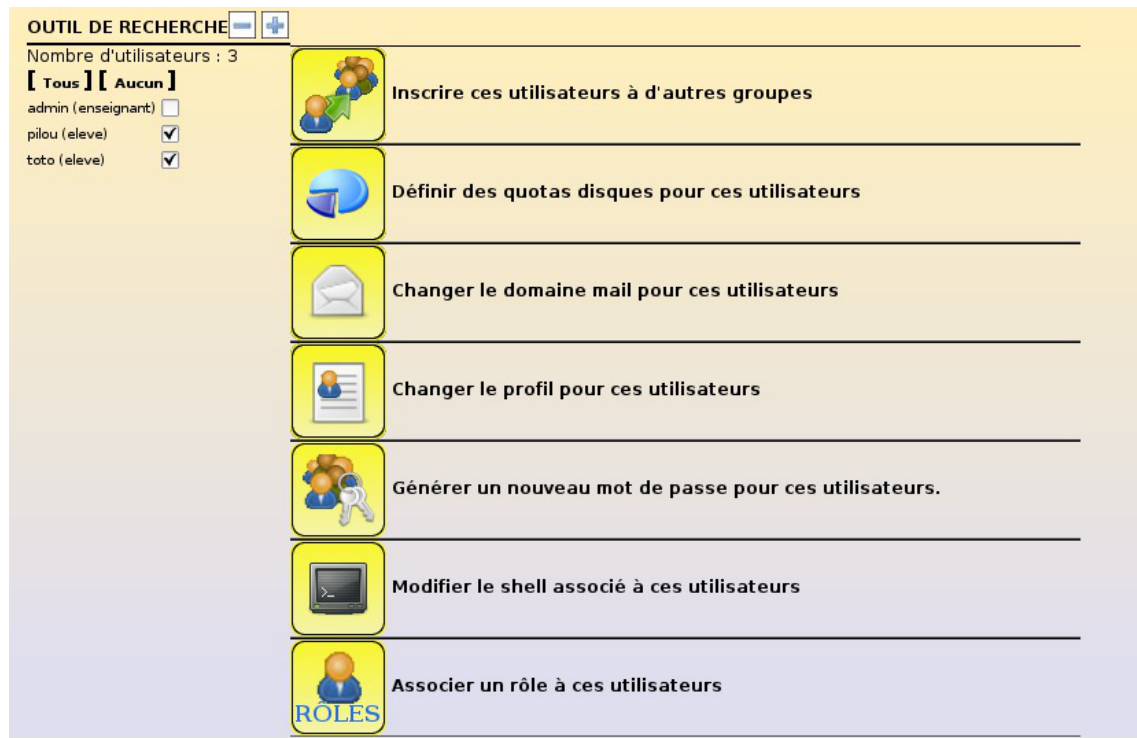 OUTIL DE RECHERCHE
Nombre d'utilisateurs : 3
[ Tous ] [ Aucun ]
admin (enseignant)
pilou (eleve)
toto (eleve)
Inscrire ces utilisateurs à d'autres groupes
Définir des quotas disques pour ces utilisateurs
Changer le domaine mail pour ces utilisateurs
Changer le profil pour ces utilisateurs
Générer un nouveau mot de passe pour ces utilisateurs.
>_
Modifier le shell associé à ces utilisateurs
RÔLES
Associer un rôle à ces utilisateurs